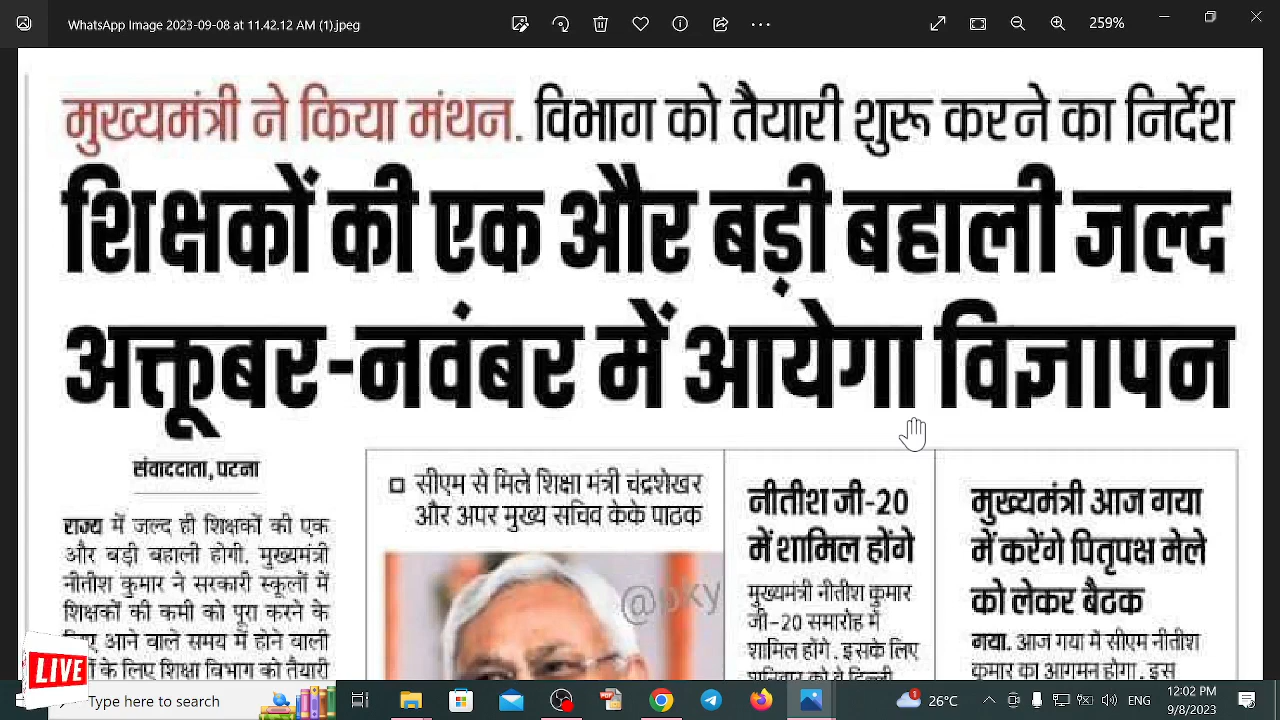 WhatsApp Image 2023-09-08 at 11.42.12 AM (1).jpeg
259%
मुख्यमंत्री ने किया मंथन. विभाग को तैयारी शुरू करने का निर्देश
शिक्षकों की एक और बड़ी बहाली जल्द
अक्तूबर-नवंबर में आयेगा विज्ञापन
संवाददाता, पटना
राज्य में जल्द ही शिक्षकों की एक
और बड़ी बहाली होगी. मुख्यमंत्री
नीतीश कुमार ने सरकारी स्कूलों में
शिक्षकों की कमी को पूरा करने के
आने वाले समय में होने वाली
के लिए शिक्षा विभाग को तैयारी
सीएम से मिले शिक्षा मंत्री चंद्रशेखर
और अपर मुख्य सचिव केके पाठक
@pky
नीतीश जी-20
में शामिल होंगे
मुख्यमंत्री नीतीश कुमार
जी-20 समारोह में
शामिल होंगे. इसके लिए
मुख्यमंत्री आज गया
में करेंगे पितृपक्ष मेले
को लेकर बैठक
गया. आज गया में सीएम नीतीश
कुमार का आगमन होगा. इस
LIVE
Type here to search
1
26°C
ENG
12:02 PM
9/8/2023